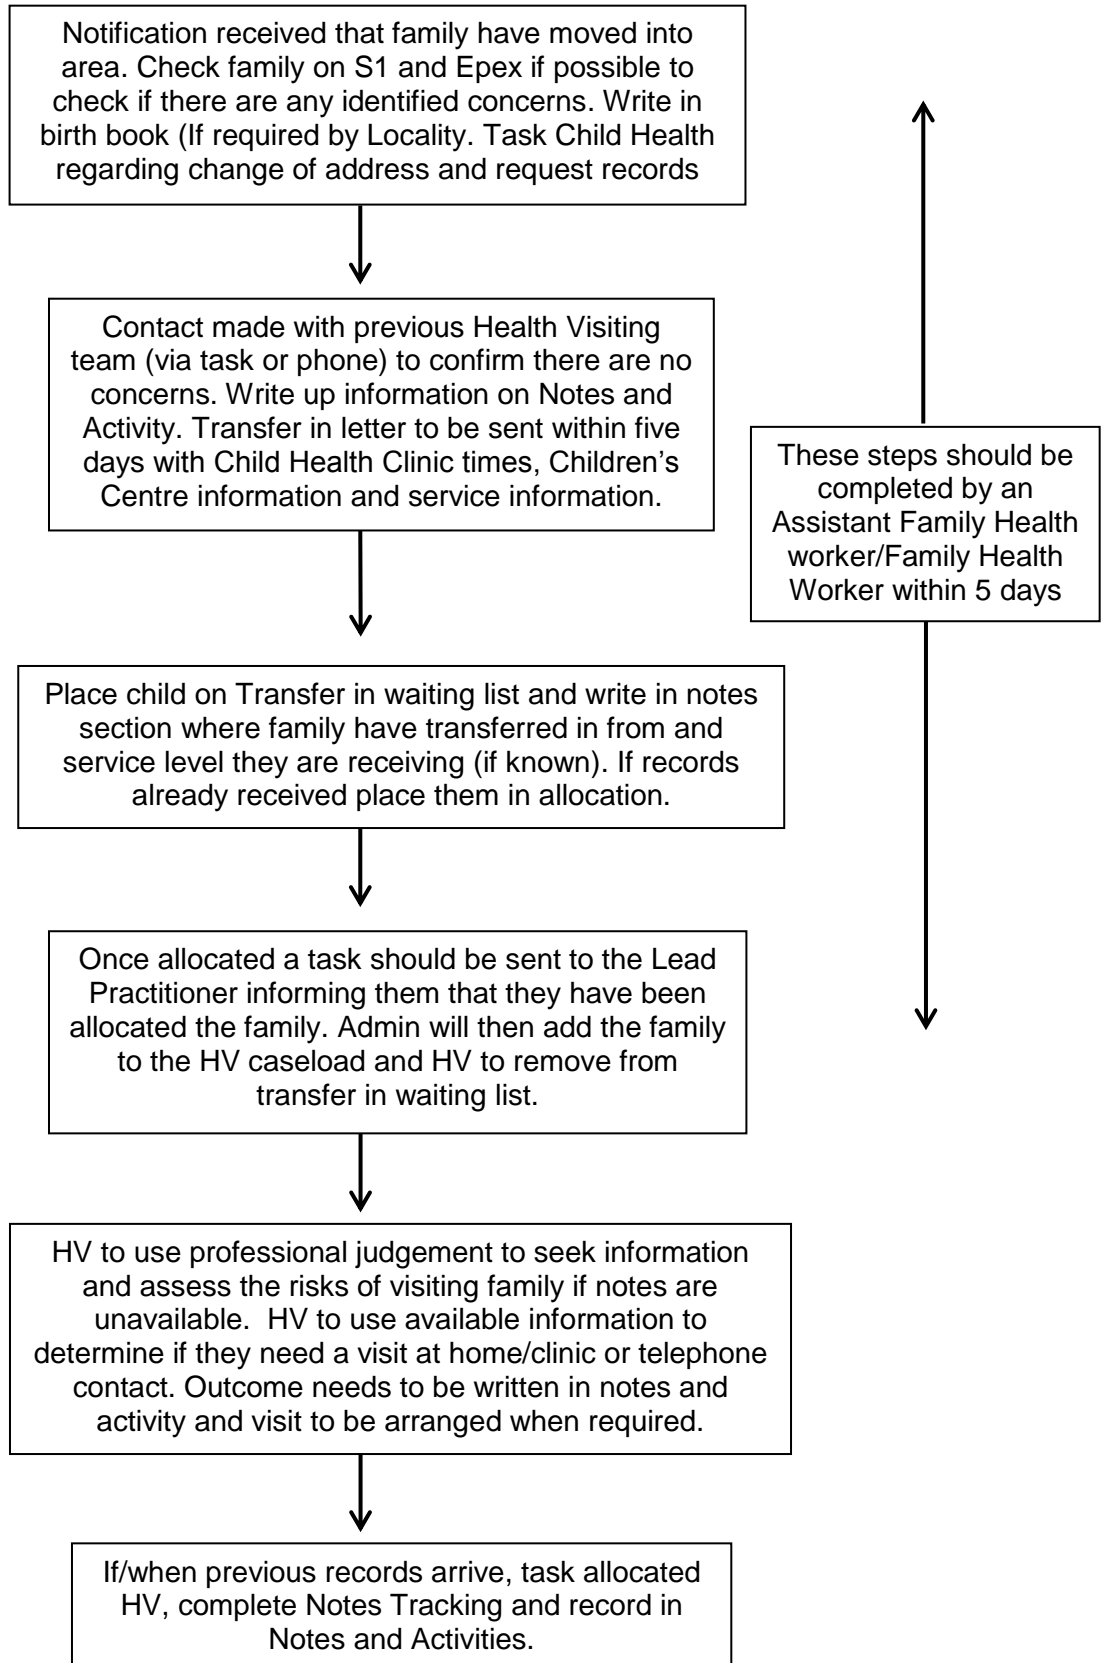 Notification received that family have moved into
area. Check family on S1 and Epex if possible to
check if there are any identified concerns. Write in
birth book (If required by Locality. Task Child Health
regarding change of address and request records
Contact made with previous Health Visiting
team (via task or phone) to confirm there are no
concerns. Write up information on Notes and
Activity. Transfer in letter to be sent within five
days with Child Health Clinic times, Children’s
Centre information and service information.
These steps should be
completed by an
Assistant Family Health
worker/Family Health
Worker within 5 days
Place child on Transfer in waiting list and write in notes
section where family have transferred in from and
service level they are receiving (if known). If records
already received place them in allocation.
Once allocated a task should be sent to the Lead
Practitioner informing them that they have been
allocated the family. Admin will then add the family
to the HV caseload and HV to remove from
transfer in waiting list.
HV to use professional judgement to seek information
and assess the risks of visiting family if notes are
unavailable.  HV to use available information to
determine if they need a visit at home/clinic or telephone
contact. Outcome needs to be written in notes and
activity and visit to be arranged when required.
If/when previous records arrive, task allocated
HV, complete Notes Tracking and record in
Notes and Activities.